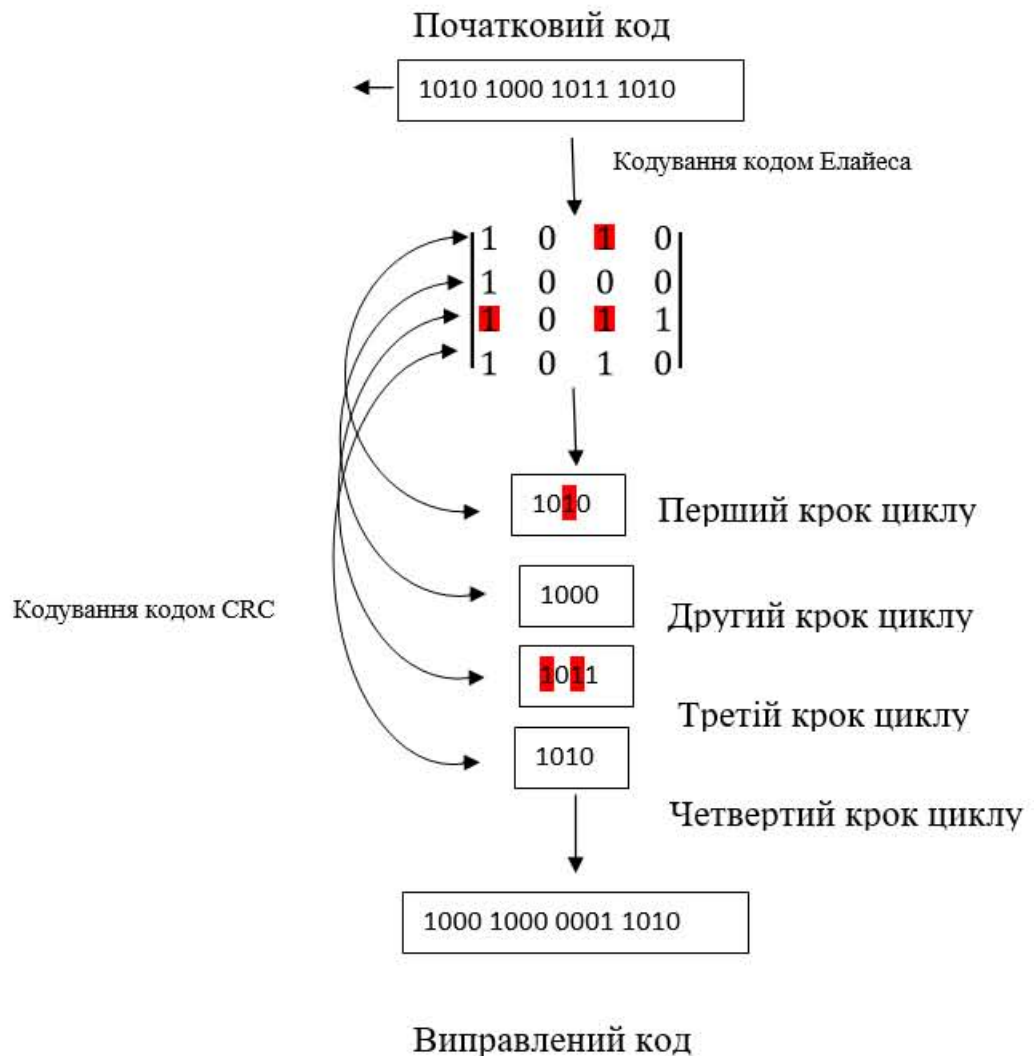 Початковий код
1010 1000 1011 1010
Кодування кодом Елайеса
1 0 1 0
1 0 0 0
1 0 1 1
1 0 1 0
1010
Перший крок циклу
1000
Кодування кодом CRC
Другий крок циклу
1011
Третій крок циклу
1010
Четвертий крок циклу
1000 1000 0001 1010
Виправлений код